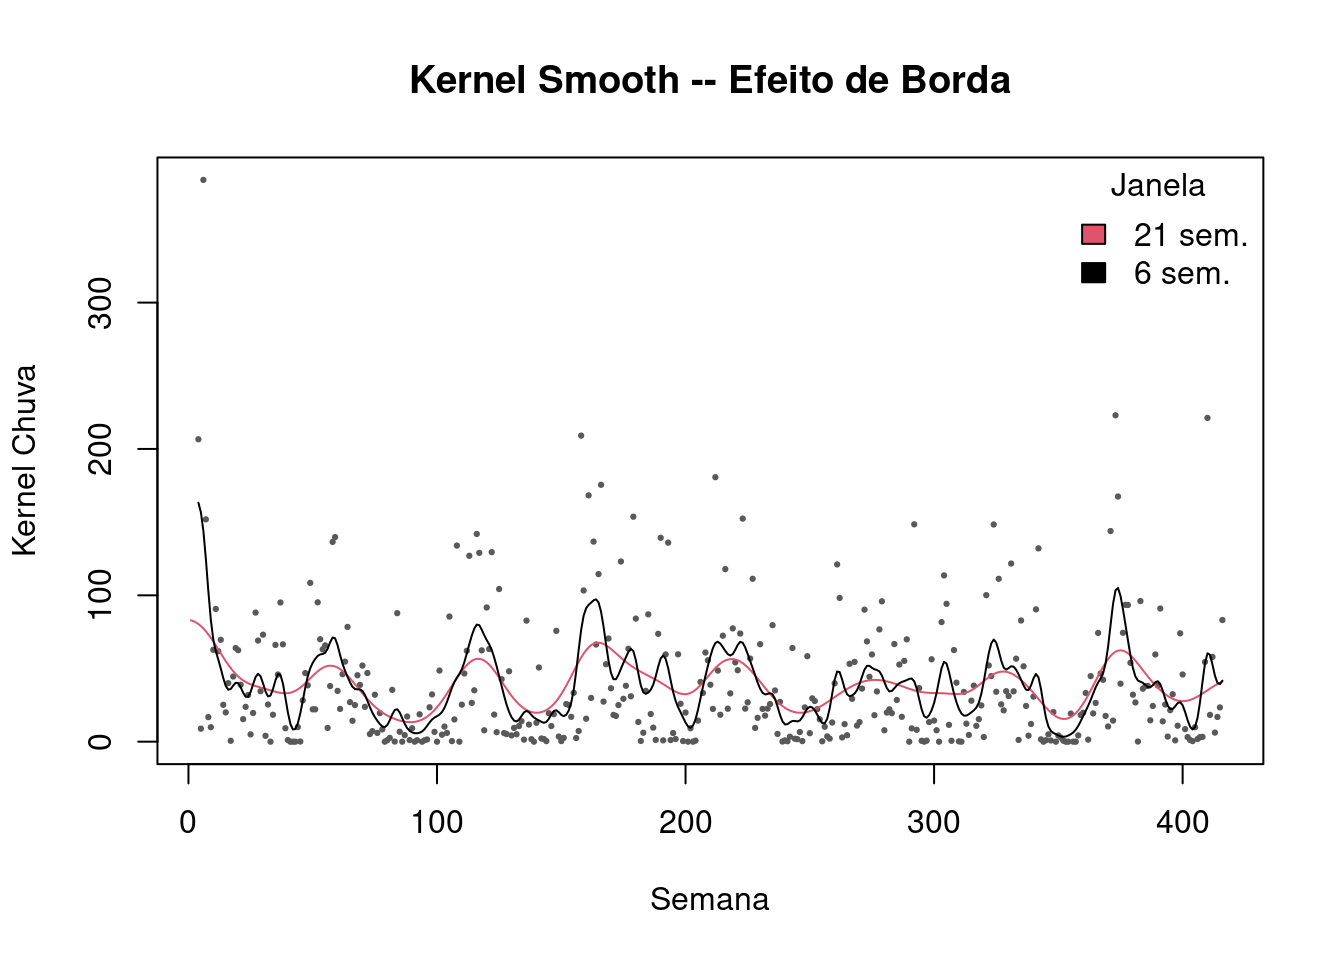 Kernel Smooth -- Efeito de Borda
Janela
21 sem.
6 sem.
Kernel Chuva
300
200
100
0
0 100 200 300 400
Semana